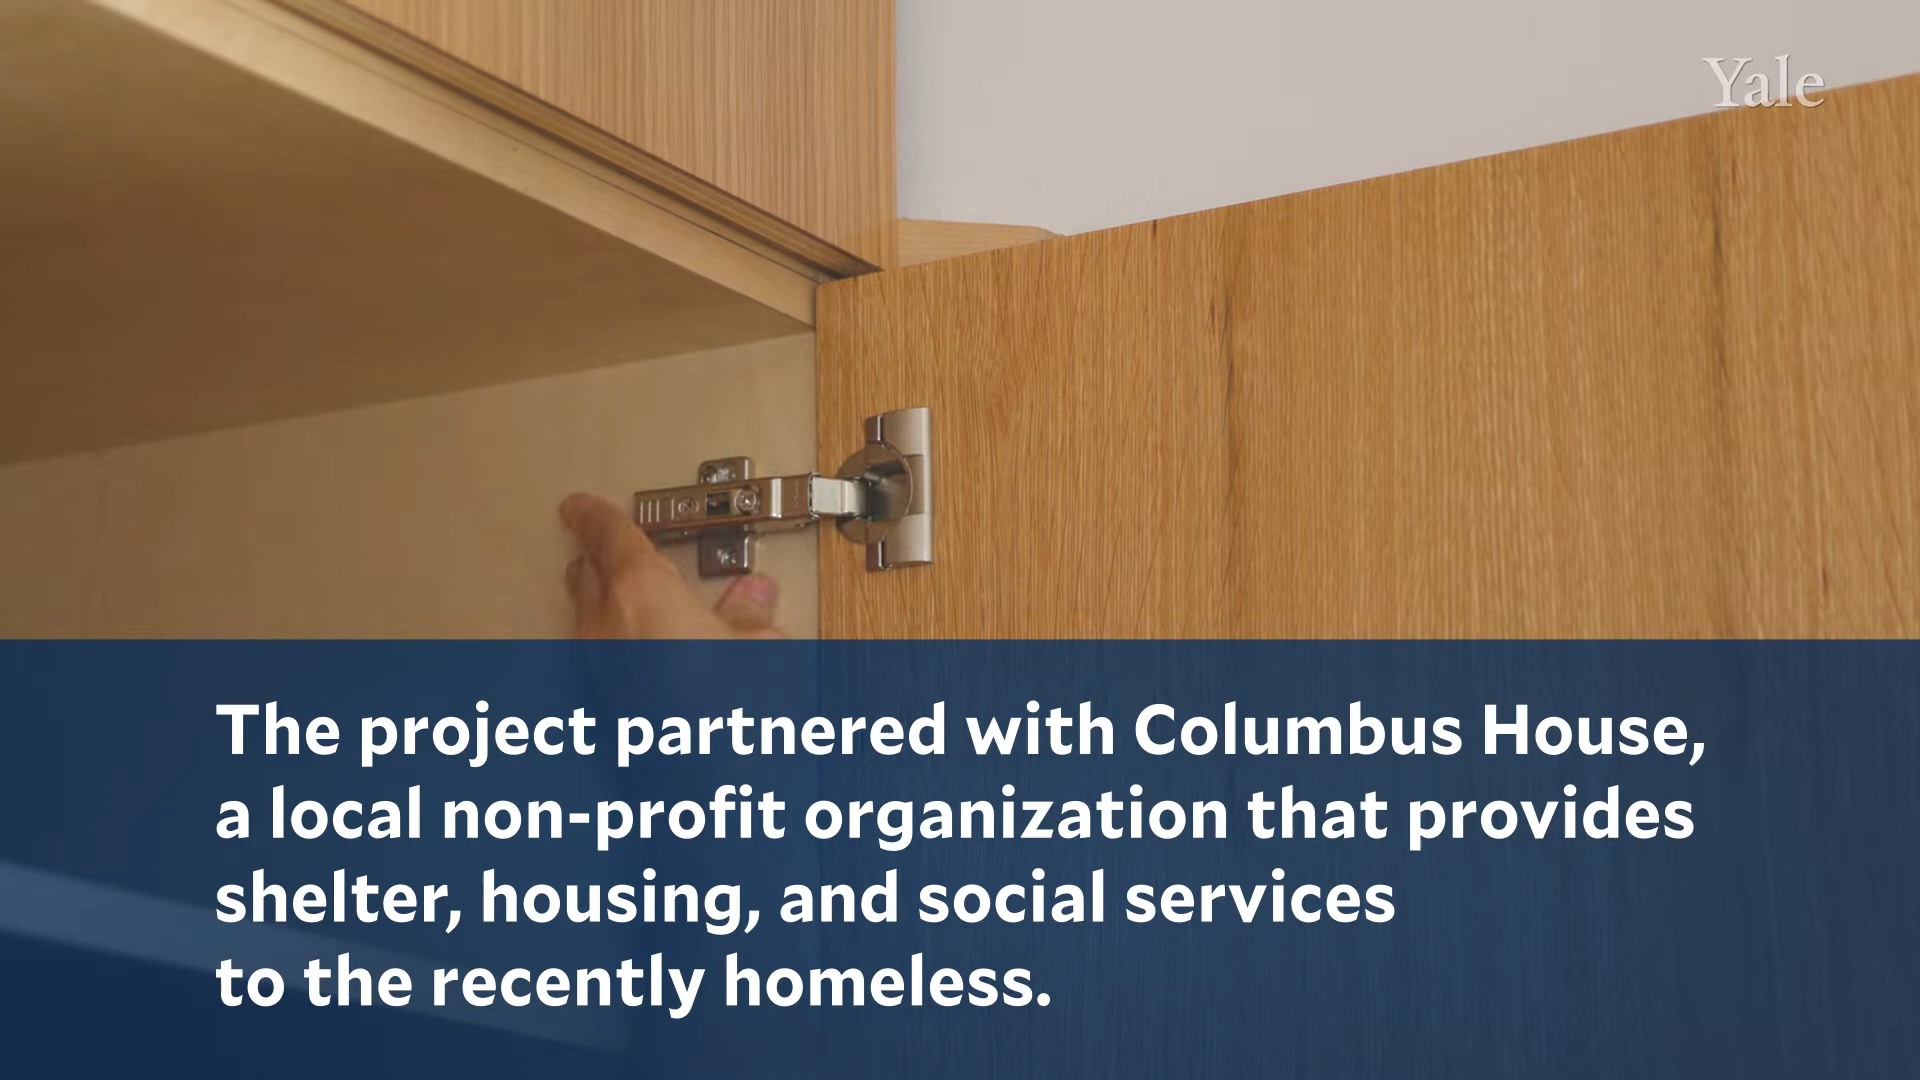 Yale
The project partnered with Columbus House,
a local non-profit organization that provides
shelter, housing, and social services
to the recently homeless.